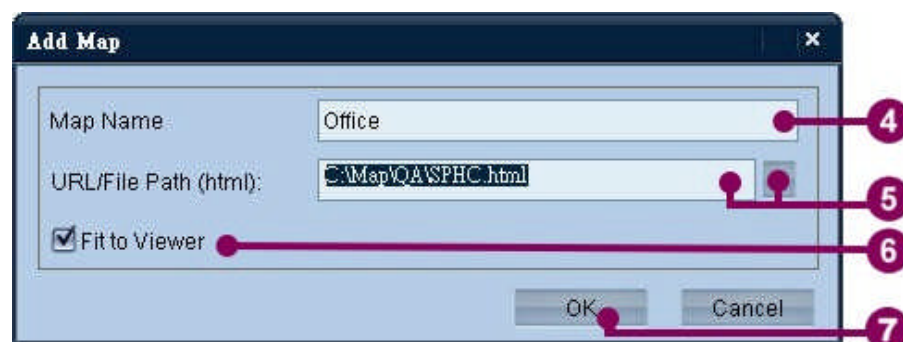 Add Map
Map Name Office 4
URL/File Path (html): C:\Map\QA\SPHC.html 5
Fit to Viewer 6
OK Cancel 7